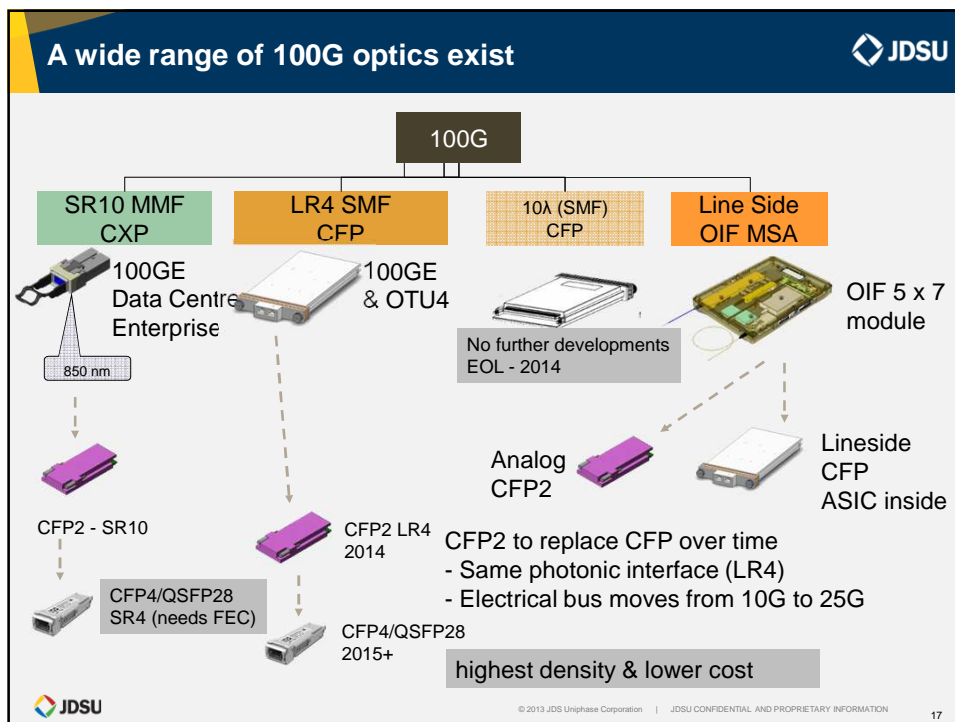 A wide range of 100G optics exist
JDSU
100G
SR10 MMF
CXP
LR4 SMF
CFP
10λ (SMF)
CFP
Line Side
OIF MSA
100GE
Data Centre
Enterprise
850 nm
100GE
& OTU4
No further developments
EOL - 2014
OIF 5 x 7
module
CFP2 - SR10
CFP4/QSFP28
SR4 (needs FEC)
CFP2 LR4
2014
CFP4/QSFP28
2015+
Analog
CFP2
Lineside
CFP
ASIC inside
CFP2 to replace CFP over time
- Same photonic interface (LR4)
- Electrical bus moves from 10G to 25G
highest density & lower cost
JDSU
© 2013 JDS Uniphase Corporation | JDSU CONFIDENTIAL AND PROPRIETARY INFORMATION
17